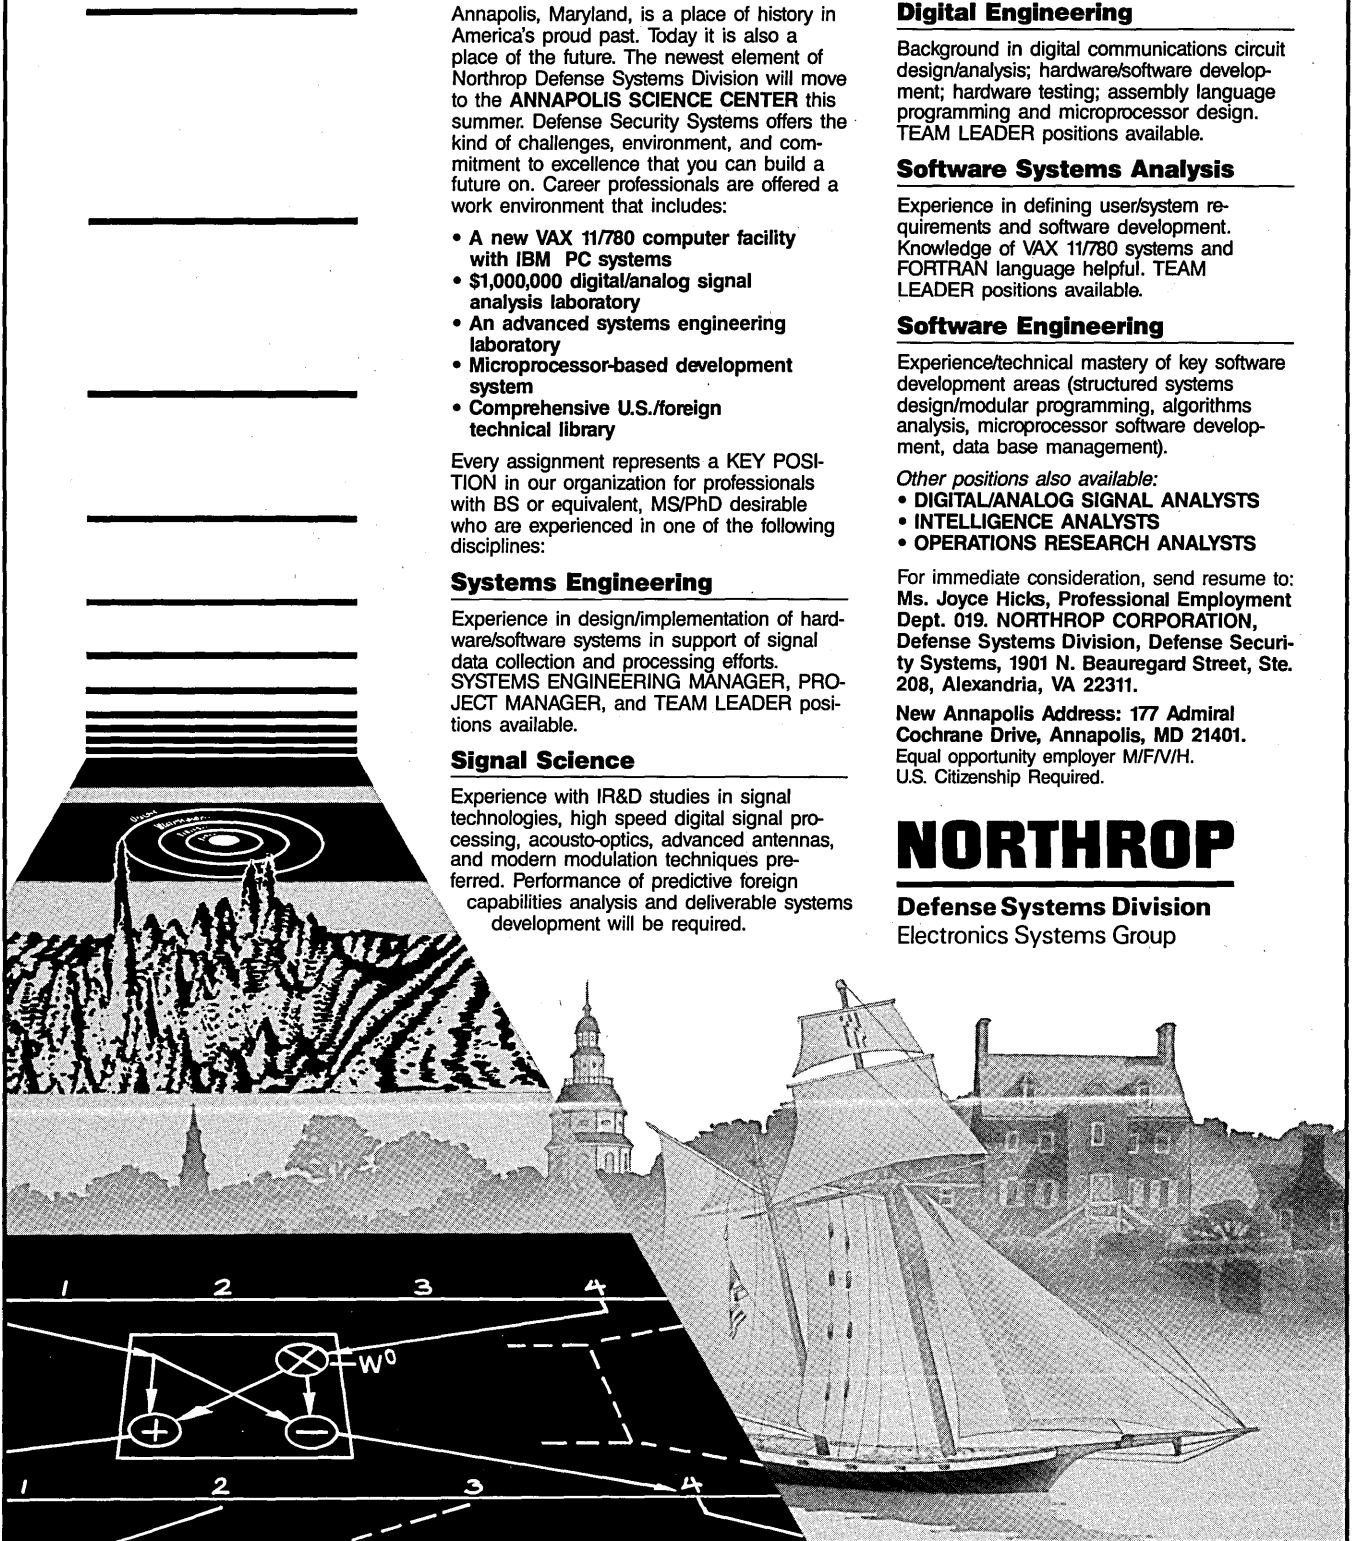 Annapolis, Maryland, is a place of history in
America's proud past. Today it is also a
place of the future. The newest element of
Northrop Defense Systems Division will move
to the ANNAPOLIS SCIENCE CENTER this
summer. Defense Security Systems offers the
kind of challenges, environment, and com-
mitment to excellence that you can build a
future on. Career professionals are offered a
work environment that includes:
• A new VAX 11/780 computer facility
with IBM PC systems
• $1,000,000 digital/analog signal
analysis laboratory
• An advanced systems engineering
laboratory
• Microprocessor-based development
system
• Comprehensive U.S./foreign
technical library
Every assignment represents a KEY POSI-
TION in our organization for professionals
with BS or equivalent, MS/PhD desirable
who are experienced in one of the following
disciplines:
Systems Engineering
Experience in design/implementation of hard-
ware/software systems in support of signal
data collection and processing efforts.
SYSTEMS ENGINEERING MANAGER, PRO-
JECT MANAGER, and TEAM LEADER posi-
tions available.
Signal Science
Experience with IR&D studies in signal
technologies, high speed digital signal pro-
cessing, acousto-optics, advanced antennas,
and modern modulation techniques pre-
ferred. Performance of predictive foreign
capabilities analysis and deliverable systems
development will be required.
Digital Engineering
Background in digital communications circuit
design/analysis; hardware/software develop-
ment; hardware testing; assembly language
programming and microprocessor design.
TEAM LEADER positions available.
Software Systems Analysis
Experience in defining user/system re-
quirements and software development.
Knowledge of VAX 11/780 systems and
FORTRAN language helpful. TEAM
LEADER positions available.
Software Engineering
Experience/technical mastery of key software
development areas (structured systems
design/modular programming, algorithms
analysis, microprocessor software develop-
ment, data base management).
Other positions also available:
• DIGITAL/ANALOG SIGNAL ANALYSTS
• INTELLIGENCE ANALYSTS
• OPERATIONS RESEARCH ANALYSTS
For immediate consideration, send resume to:
Ms. Joyce Hicks, Professional Employment
Dept. 019. NORTHROP CORPORATION,
Defense Systems Division, Defense Securi-
ty Systems, 1901 N. Beauregard Street, Ste.
208, Alexandria, VA 22311.
New Annapolis Address: 177 Admiral
Cochrane Drive, Annapolis, MD 21401.
Equal opportunity employer M/F/V/H.
U.S. Citizenship Required.
NORTHROP
Defense Systems Division
Electronics Systems Group
1 2 3 4
W⁰
+ −
1 2 3 4